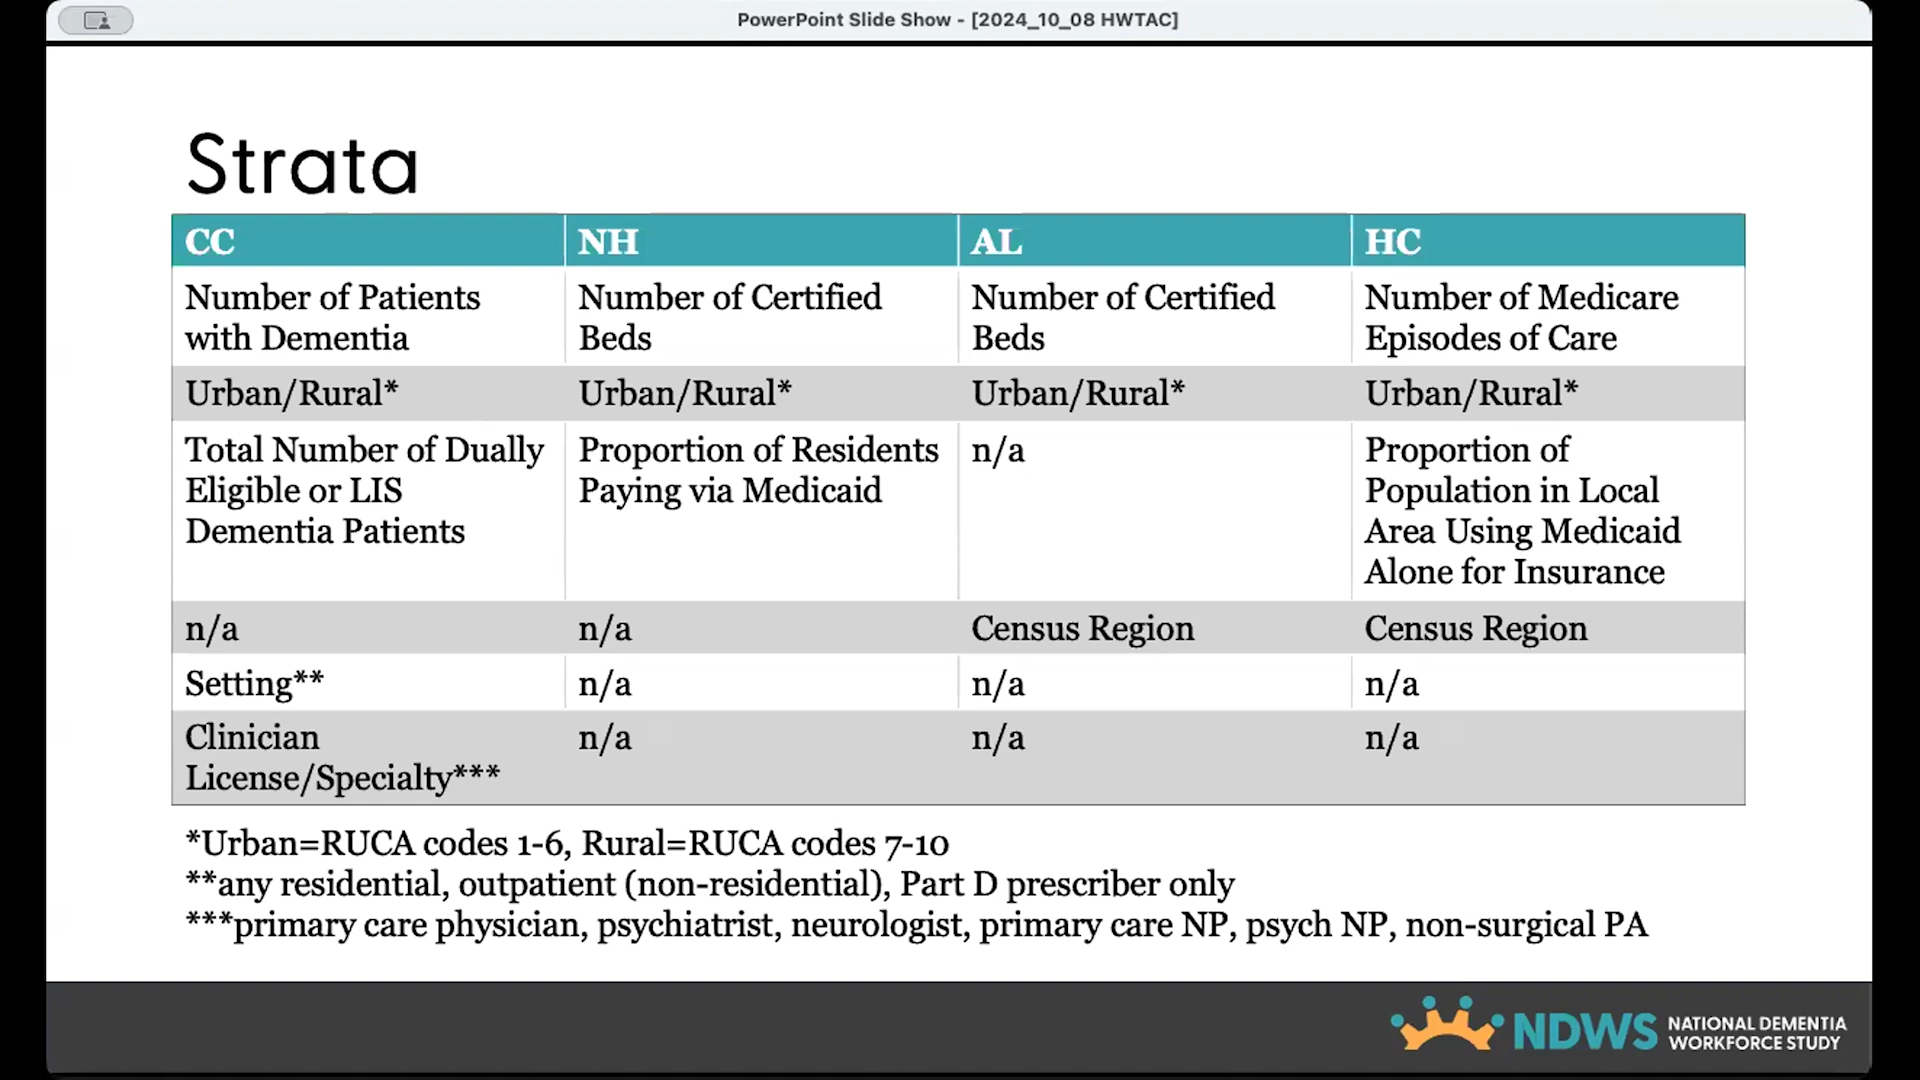 PowerPoint Slide Show - [2024_10_08 HWTAC]
Strata
CC
NH
AL
HC
Number of Patients
with Dementia
Number of Certified
Beds
Number of Certified
Beds
Number of Medicare
Episodes of Care
Urban/Rural*
Urban/Rural*
Urban/Rural*
Urban/Rural*
Total Number of Dually
Eligible or LIS
Dementia Patients
Proportion of Residents
Paying via Medicaid
n/a
Proportion of
Population in Local
Area Using Medicaid
Alone for Insurance
n/a
n/a
Census Region
Census Region
Setting**
n/a
n/a
n/a
Clinician
License/Specialty***
n/a
n/a
n/a
*Urban=RUCA codes 1-6, Rural=RUCA codes 7-10
**any residential, outpatient (non-residential), Part D prescriber only
***primary care physician, psychiatrist, neurologist, primary care NP, psych NP, non-surgical PA
NDWS
NATIONAL DEMENTIA
WORKFORCE STUDY